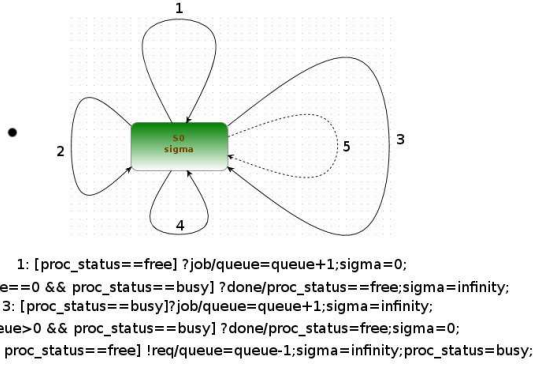 1
S0
sigma
2
3
5
4
1: [proc_status==free] ?job/queue=queue+1;sigma=0;
e==0 && proc_status==busy] ?done/proc_status==free;sigma=infinity;
3: [proc_status==busy]?job/queue=queue+1;sigma=infinity;
eue>0 && proc_status==busy] ?done/proc_status=free;sigma=0;
proc_status==free] !req/queue=queue-1;sigma=infinity;proc_status=busy;